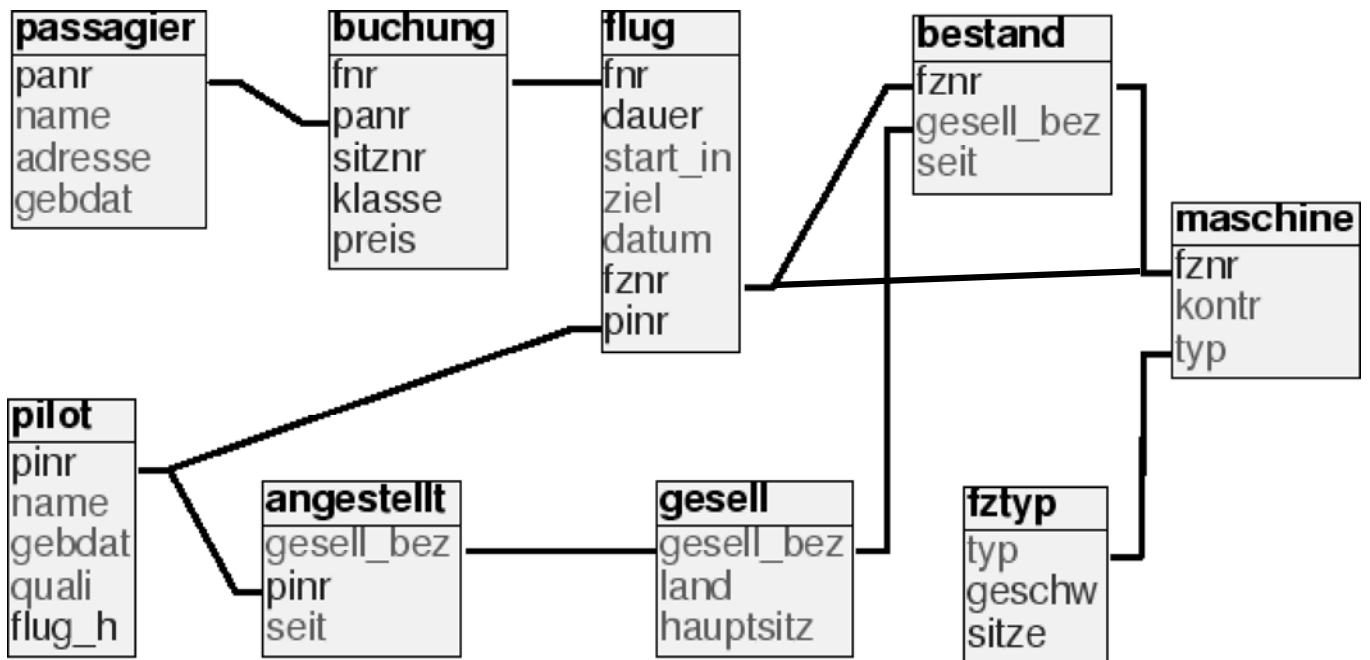 passagier
panr
name
adresse
gebdat
buchung
fnr
panr
sitznr
klasse
preis
flug
fnr
dauer
start_in
ziel
datum
fznr
pinr
bestand
fznr
gesell_bez
seit
maschine
fznr
kontr
typ
pilot
pinr
name
gebdat
quali
flug_h
angestellt
gesell_bez
pinr
seit
gesell
gesell_bez
land
hauptsitz
fztyp
typ
geschw
sitze